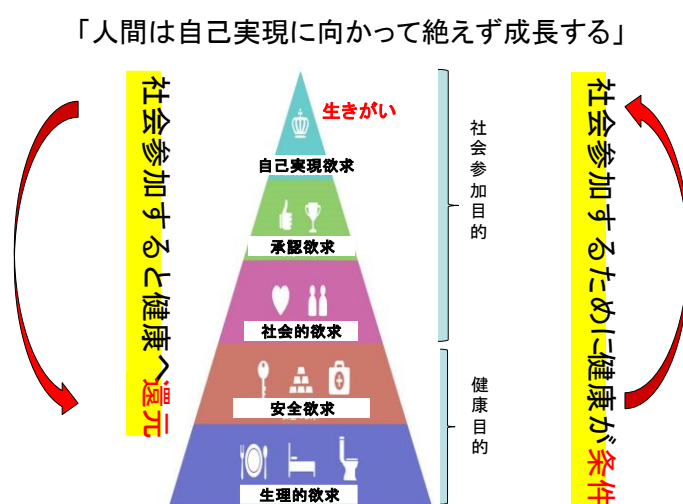 「人間は自己実現に向かって絶えず成長する」
社会参加すると健康へ還元
生きがい
自己実現欲求
承認欲求
社会的欲求
安全欲求
生理的欲求
社会参加目的
健康目的
社会参加するために健康が条件